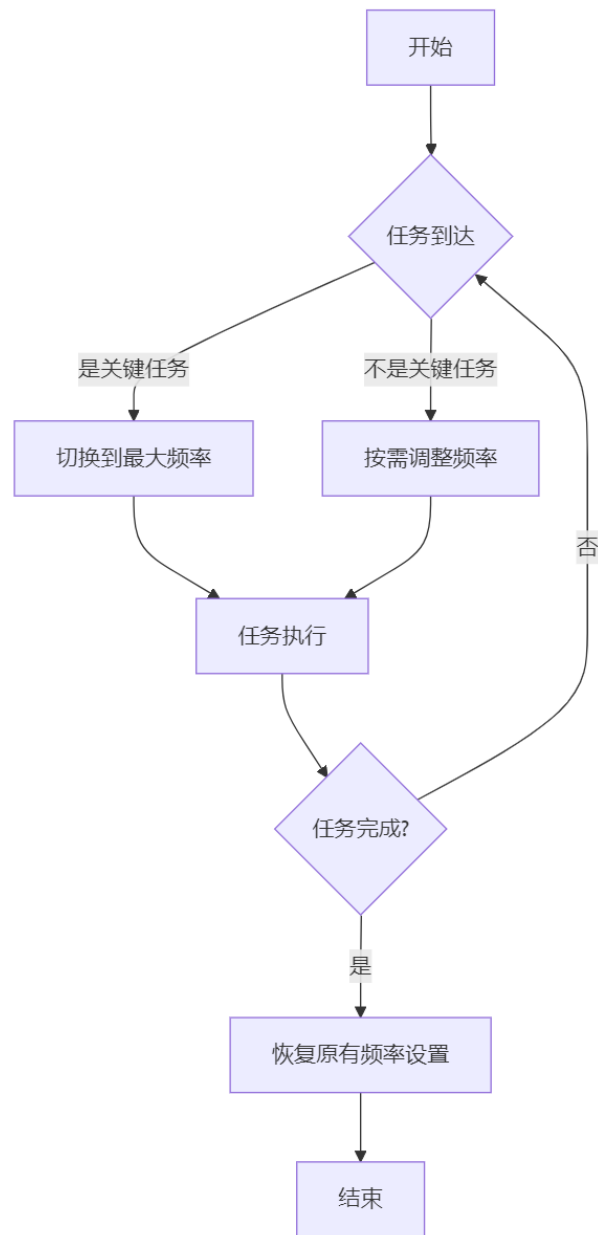 开始
任务到达
是关键任务
不是关键任务
切换到最大频率
按需调整频率
否
任务执行
任务完成?
是
恢复原有频率设置
结束